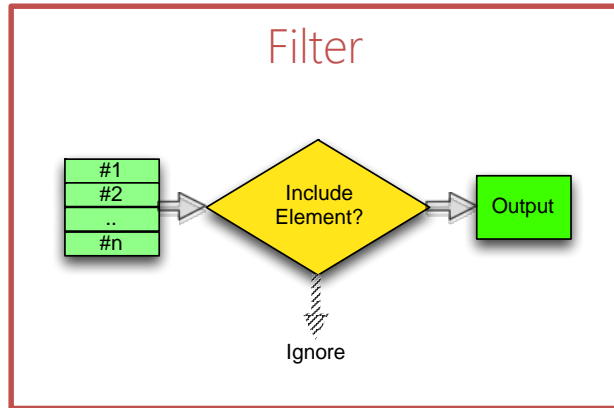 Filter
#1
#2
..
#n
Include
Element?
Output
Ignore